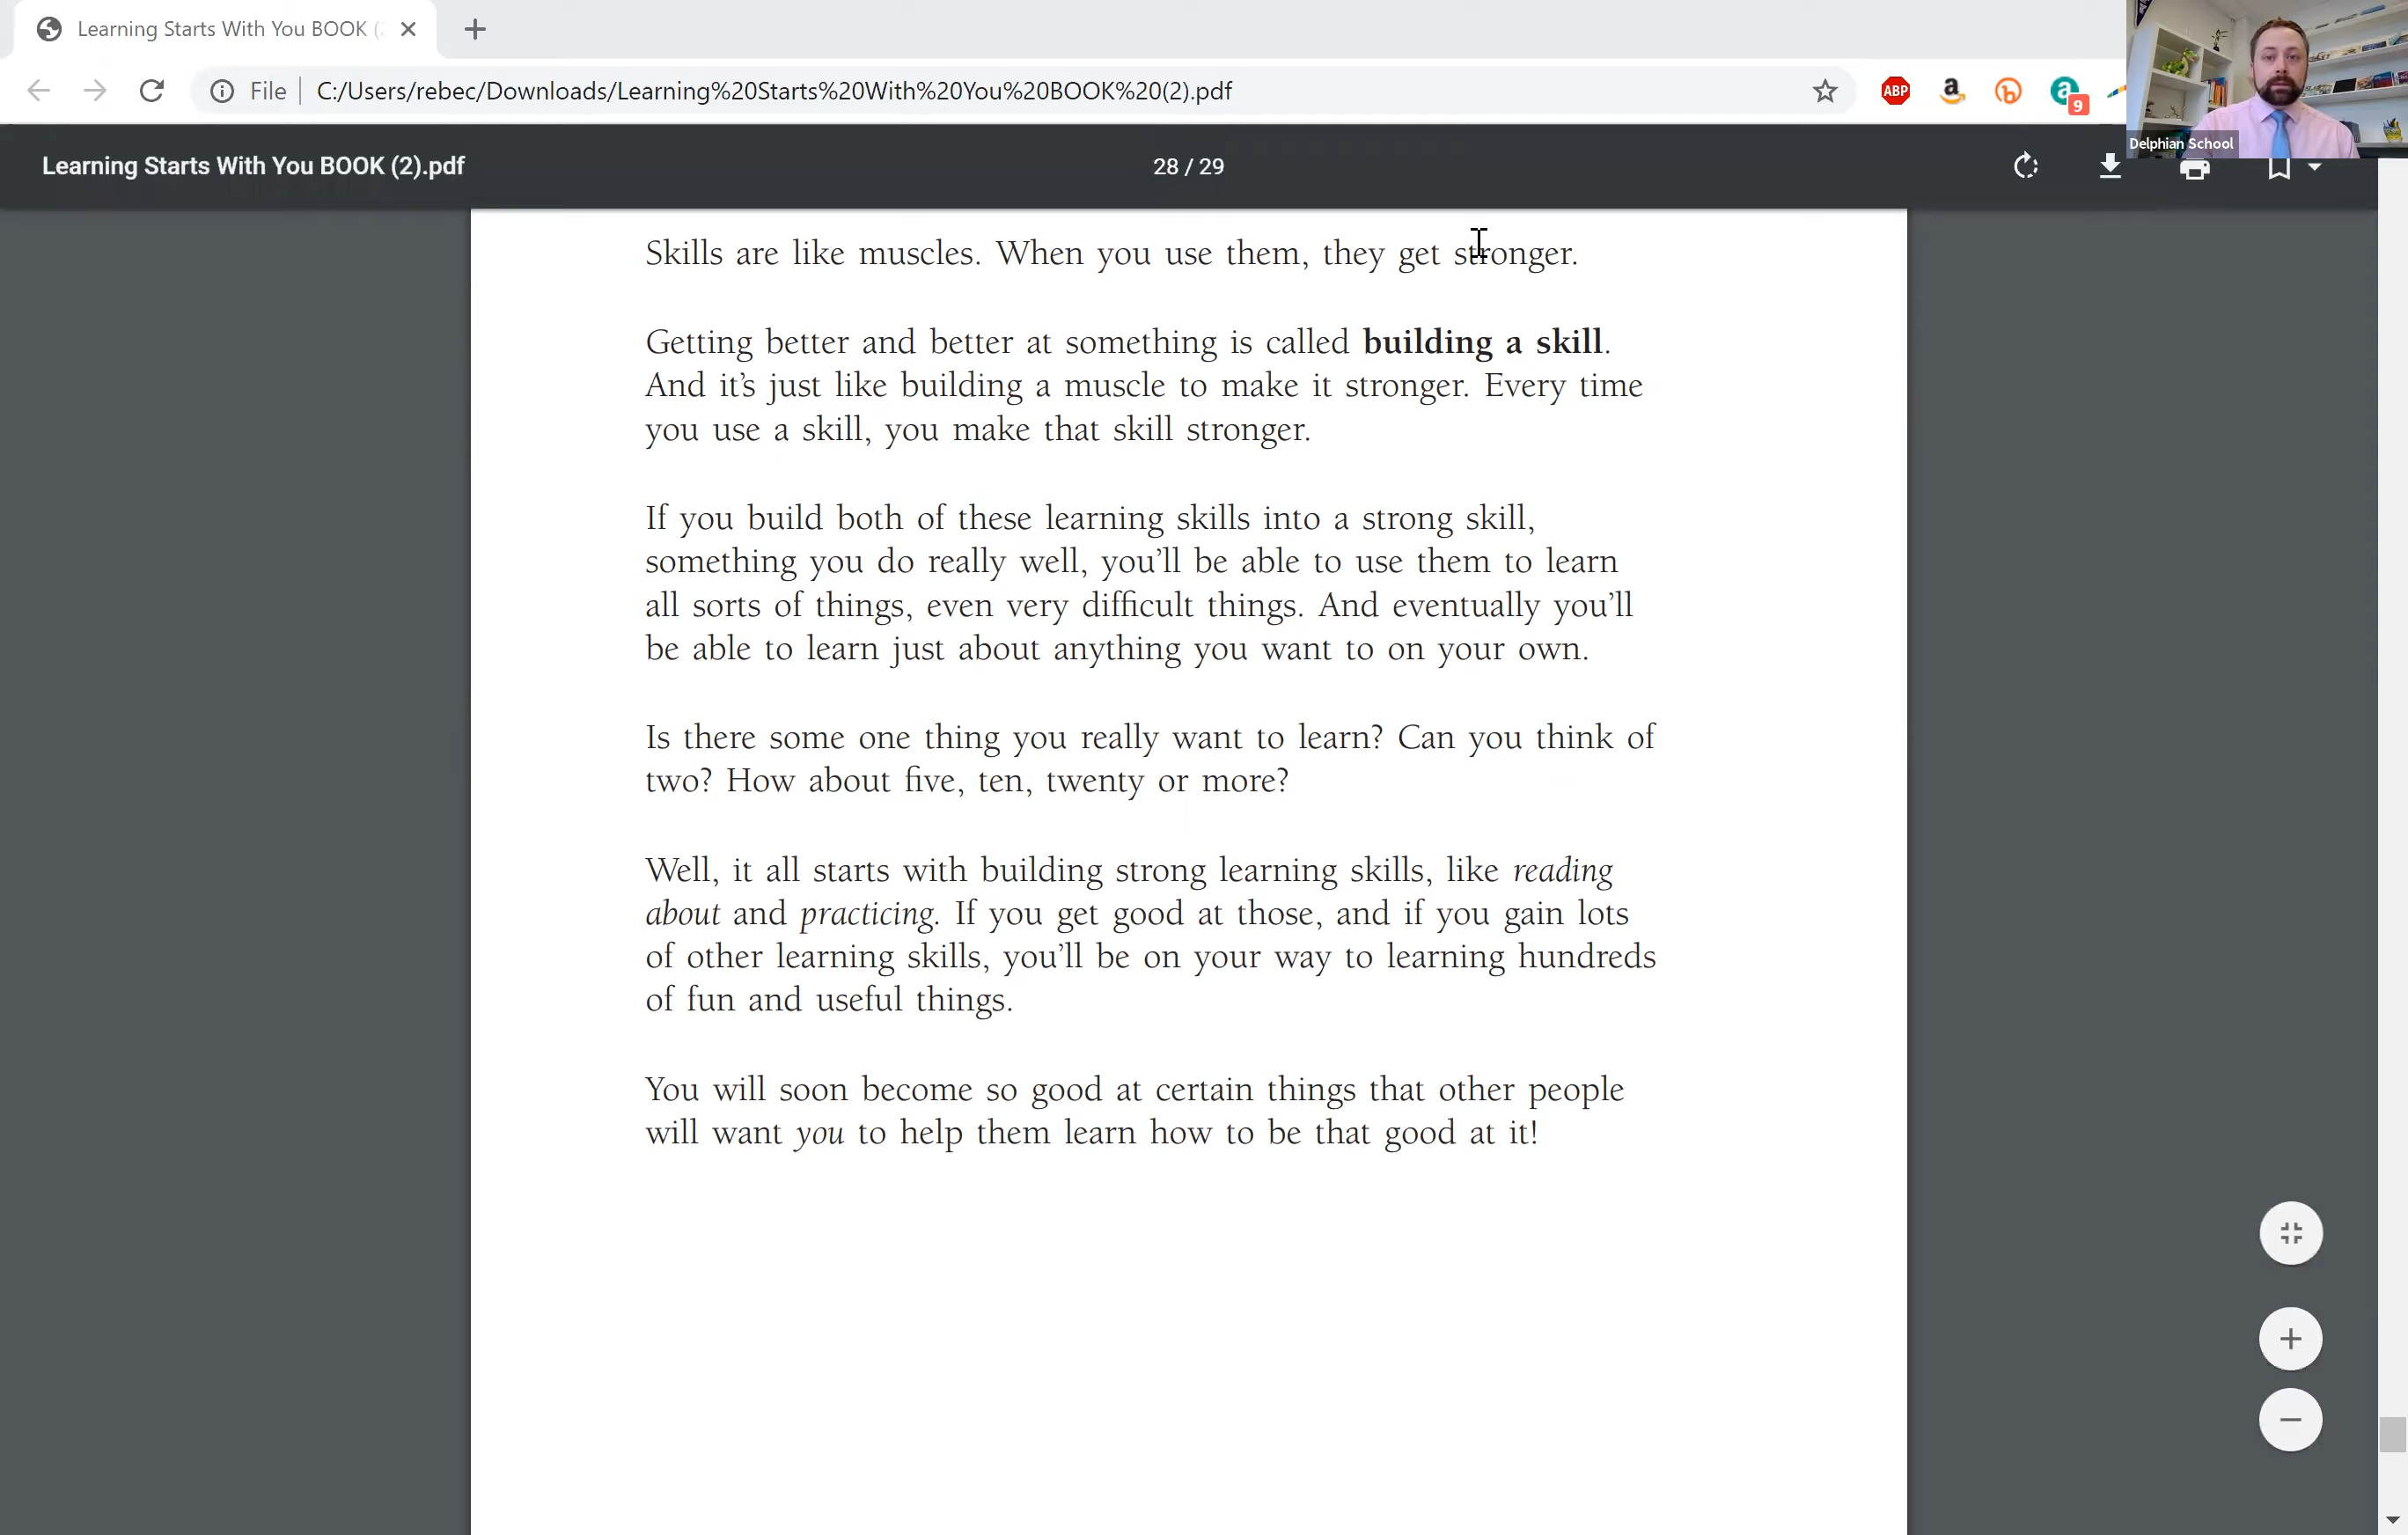 Learning Starts With You BOOK (
File
C:/Users/rebec/Downloads/Learning%20Starts%20With%20You%20BOOK%20(2).pdf
ABP
a
b
a
9
Delphian School
Learning Starts With You BOOK (2).pdf
28 / 29
Skills are like muscles. When you use them, they get stronger.
Getting better and better at something is called building a skill.
And it's just like building a muscle to make it stronger. Every time
you use a skill, you make that skill stronger.
If you build both of these learning skills into a strong skill,
something you do really well, you'll be able to use them to learn
all sorts of things, even very difficult things. And eventually you'll
be able to learn just about anything you want to on your own.
Is there some one thing you really want to learn? Can you think of
two? How about five, ten, twenty or more?
Well, it all starts with building strong learning skills, like reading
about and practicing. If you get good at those, and if you gain lots
of other learning skills, you'll be on your way to learning hundreds
of fun and useful things.
You will soon become so good at certain things that other people
will want you to help them learn how to be that good at it!